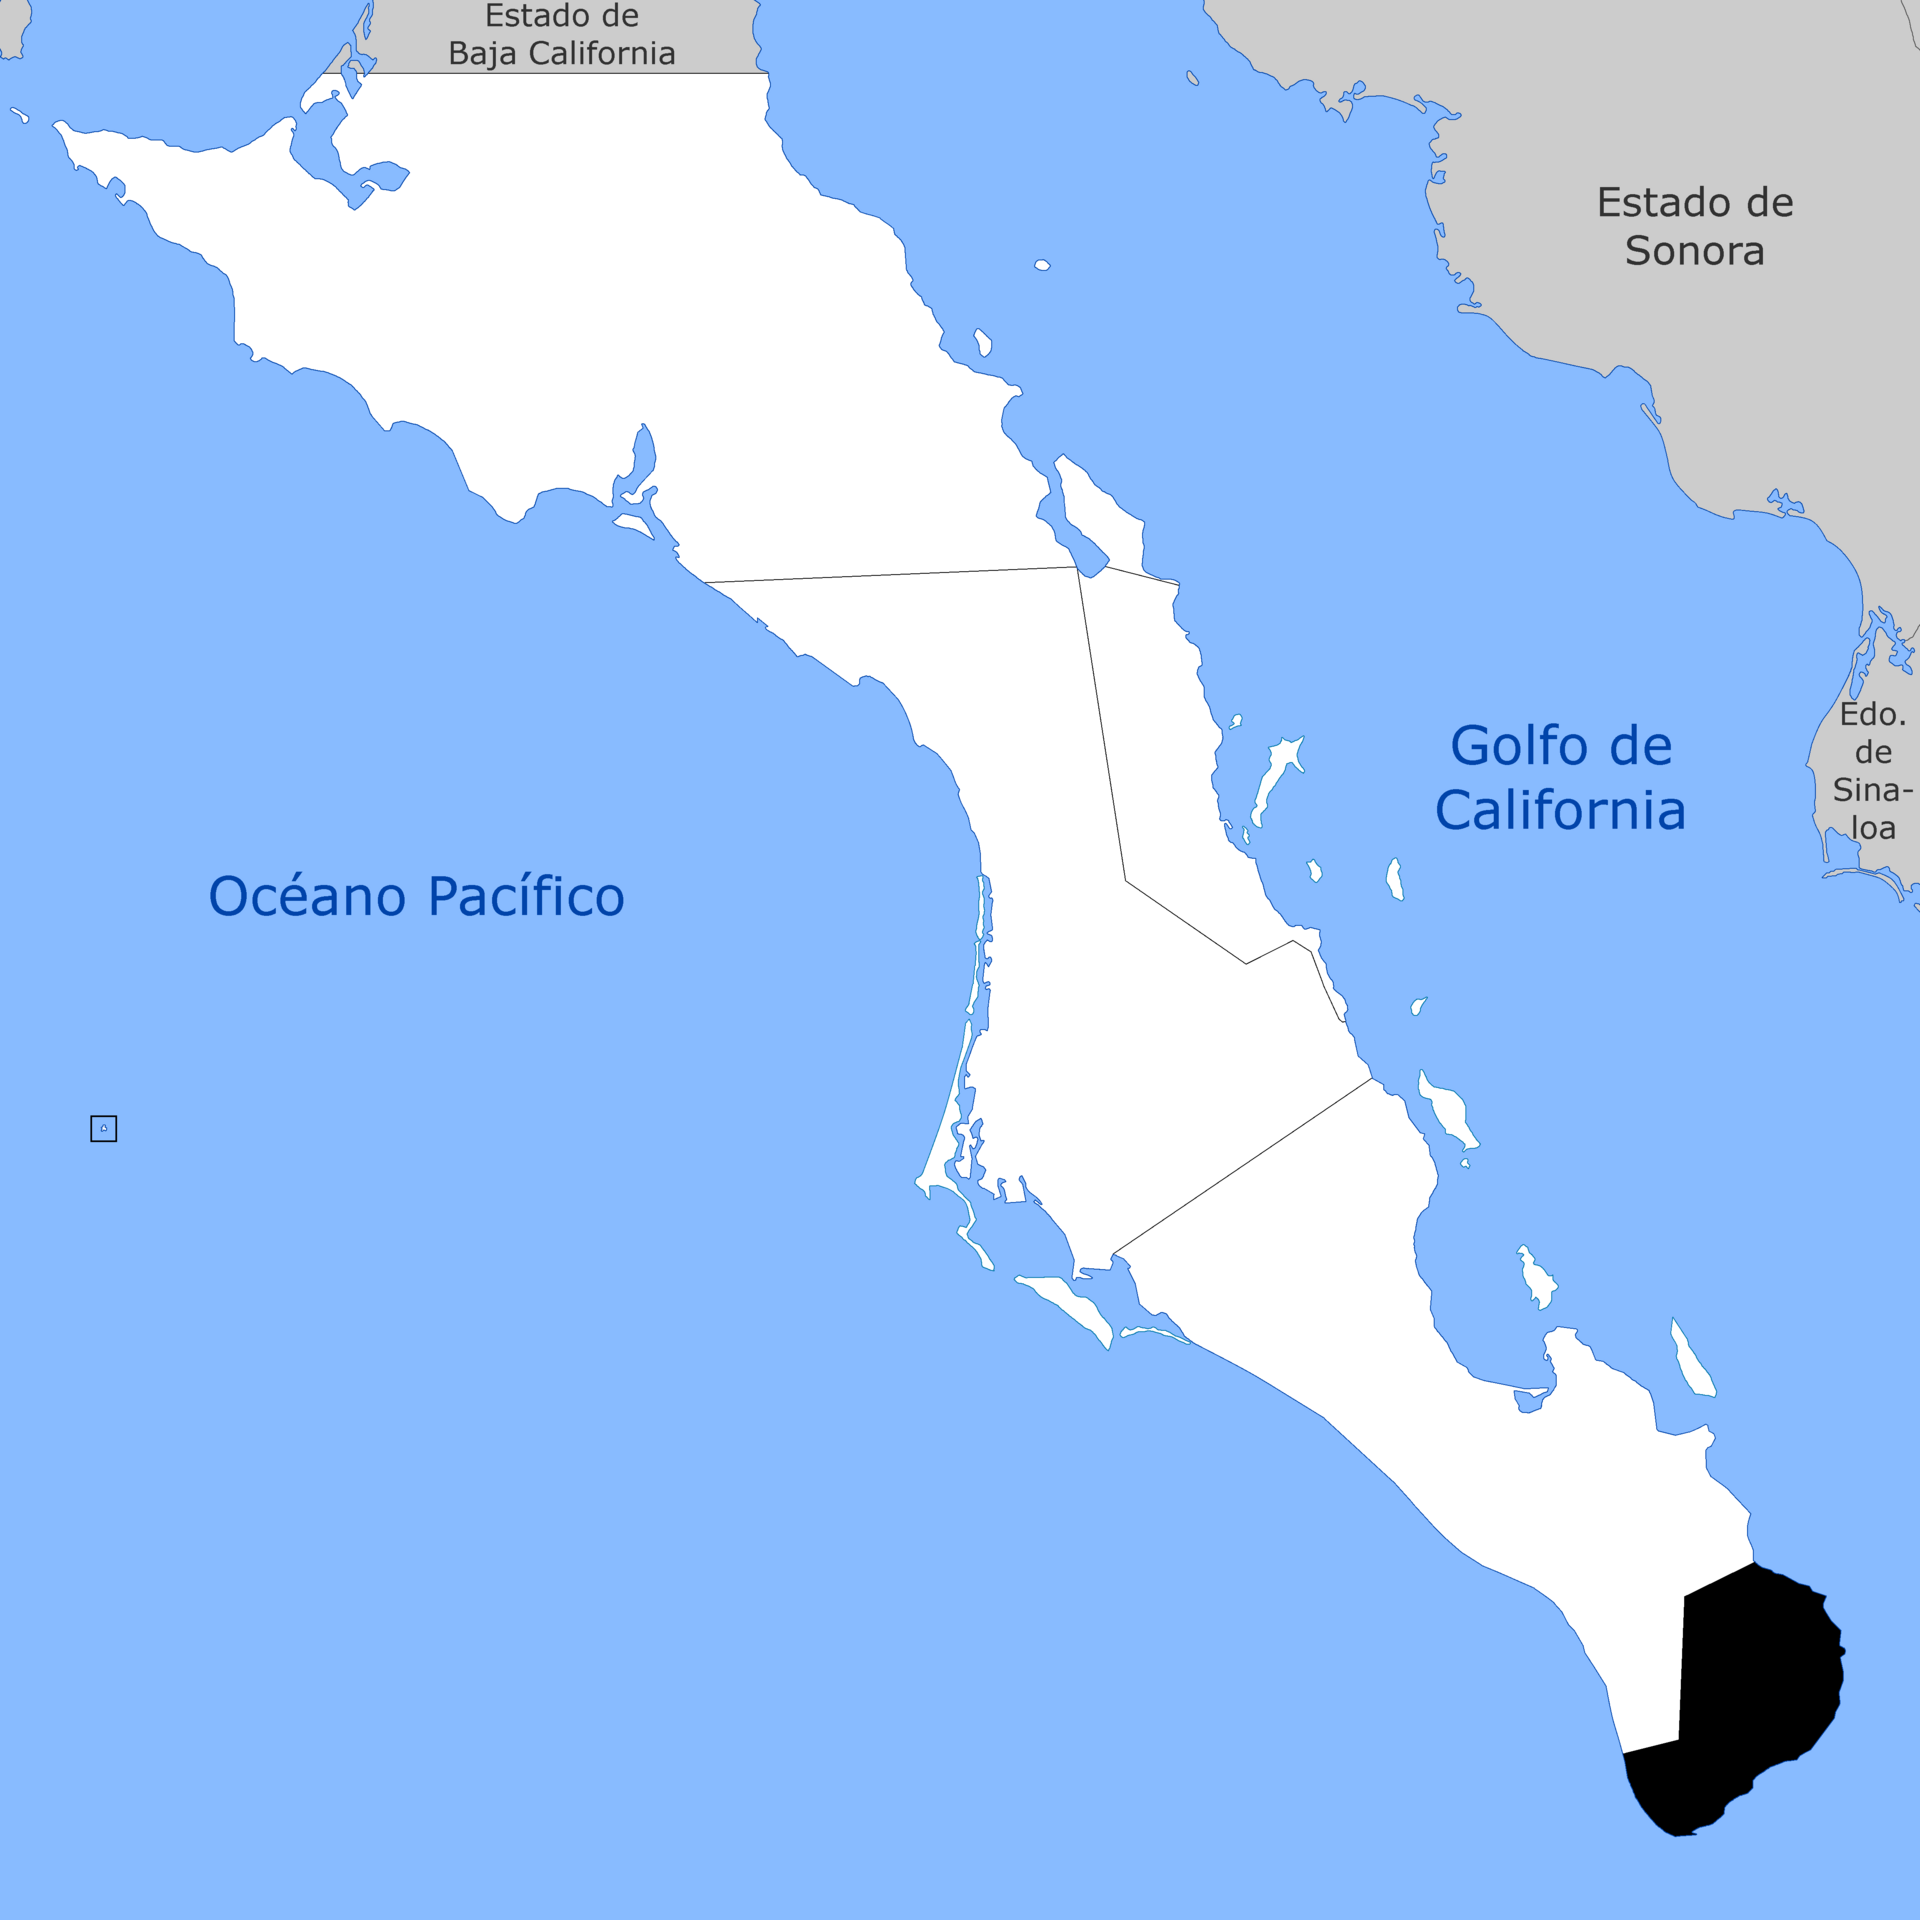 Estado de
Baja California
Estado de
Sonora
Edo.
de
Sina-
loa
Golfo de
California
Océano Pacífico